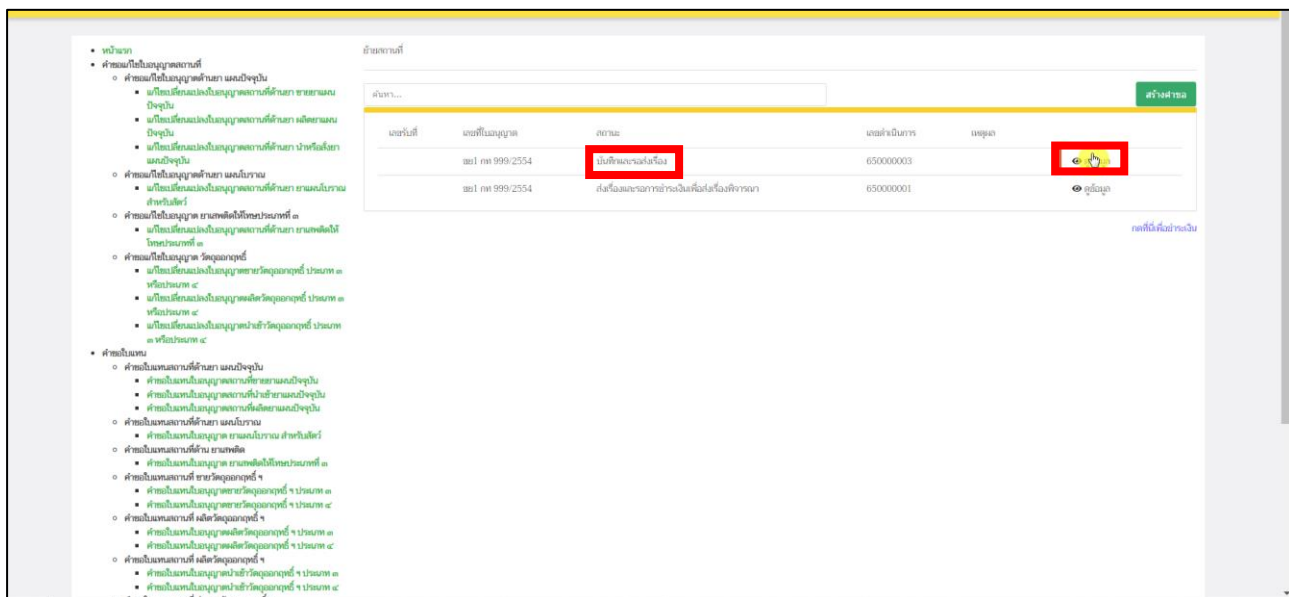 หน้าแรก
คำขอแก้ไขใบอนุญาตสถานที่
คำขอแก้ไขใบอนุญาตด้านยา แผนปัจจุบัน
แก้ไขเปลี่ยนแปลงใบอนุญาตสถานที่ด้านยา ขายยาแผน
ปัจจุบัน
แก้ไขเปลี่ยนแปลงใบอนุญาตสถานที่ด้านยา ผลิตยาแผน
ปัจจุบัน
แก้ไขเปลี่ยนแปลงใบอนุญาตสถานที่ด้านยา นำหรือสั่งยา
แผนปัจจุบัน
คำขอแก้ไขใบอนุญาตด้านยา แผนโบราณ
แก้ไขเปลี่ยนแปลงใบอนุญาตสถานที่ด้านยา ยาแผนโบราณ
สำหรับสัตว์
คำขอแก้ไขใบอนุญาต ยาเสพติดให้โทษประเภทที่ ๓
แก้ไขเปลี่ยนแปลงใบอนุญาตสถานที่ด้านยา ยาเสพติดให้
โทษประเภทที่ ๓
คำขอแก้ไขใบอนุญาต วัตถุออกฤทธิ์
แก้ไขเปลี่ยนแปลงใบอนุญาตขายวัตถุออกฤทธิ์ ประเภท ๓
หรือประเภท ๔
แก้ไขเปลี่ยนแปลงใบอนุญาตผลิตวัตถุออกฤทธิ์ ประเภท ๓
หรือประเภท ๔
แก้ไขเปลี่ยนแปลงใบอนุญาตนำเข้าวัตถุออกฤทธิ์ ประเภท
๓ หรือประเภท ๔
คำขอใบแทน
คำขอใบแทนสถานที่ด้านยา แผนปัจจุบัน
คำขอใบแทนใบอนุญาตสถานที่ขายยาแผนปัจจุบัน
คำขอใบแทนใบอนุญาตสถานที่นำเข้ายาแผนปัจจุบัน
คำขอใบแทนใบอนุญาตสถานที่ผลิตยาแผนปัจจุบัน
คำขอใบแทนสถานที่ด้านยา แผนโบราณ
คำขอใบแทนใบอนุญาต ยาแผนโบราณ สำหรับสัตว์
คำขอใบแทนสถานที่ด้าน ยาเสพติด
คำขอใบแทนใบอนุญาต ยาเสพติดให้โทษประเภทที่ ๓
คำขอใบแทนสถานที่ ขายวัตถุออกฤทธิ์ ฯ
คำขอใบแทนใบอนุญาตขายวัตถุออกฤทธิ์ ฯ ประเภท ๓
คำขอใบแทนใบอนุญาตขายวัตถุออกฤทธิ์ ฯ ประเภท ๔
คำขอใบแทนสถานที่ ผลิตวัตถุออกฤทธิ์ ฯ
คำขอใบแทนใบอนุญาตผลิตวัตถุออกฤทธิ์ ฯ ประเภท ๓
คำขอใบแทนใบอนุญาตผลิตวัตถุออกฤทธิ์ ฯ ประเภท ๔
คำขอใบแทนสถานที่ ผลิตวัตถุออกฤทธิ์ ฯ
คำขอใบแทนใบอนุญาตนำเข้าวัตถุออกฤทธิ์ ฯ ประเภท ๓
คำขอใบแทนใบอนุญาตนำเข้าวัตถุออกฤทธิ์ ฯ ประเภท ๔
ย้ายสถานที่
ค้นหา... สร้างคำขอ
เลขรับที่ เลขที่ใบอนุญาต สถานะ เลขดำเนินการ เหตุผล
ขย1 กท 999/2554 บันทึกและรอส่งเรื่อง 650000003
ขย1 กท 999/2554 ส่งเรื่องและรอการชำระเงินเพื่อส่งเรื่องพิจารณา 650000001 ดูข้อมูล
กดที่นี่เพื่อชำระเงิน